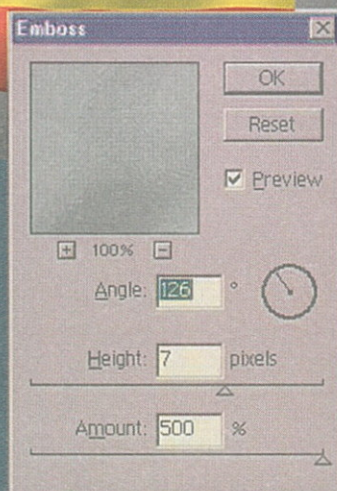 Emboss
OK
Reset
Preview
+ 100% -
Angle: 126 °
Height: 7 pixels
Amount: 500 %